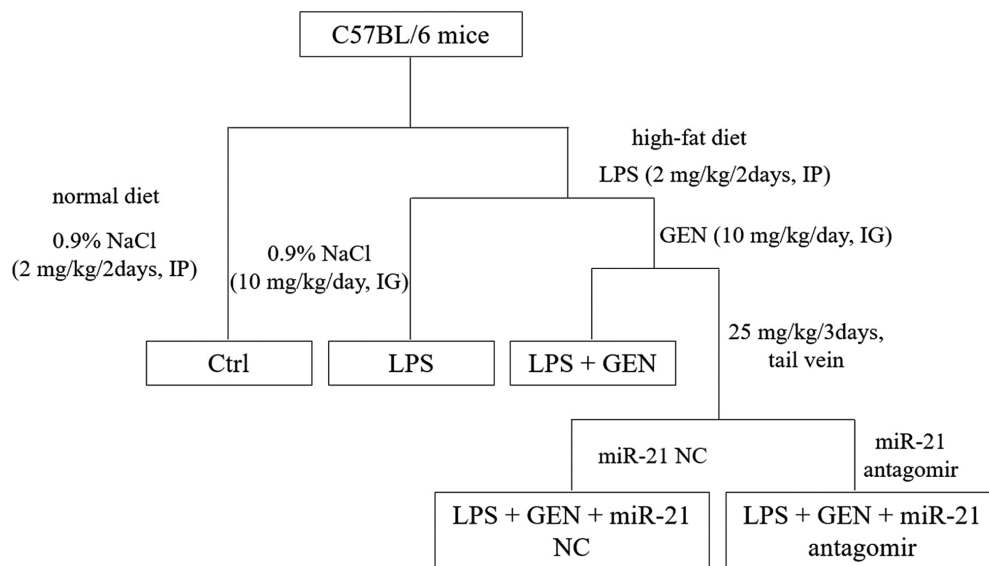 C57BL/6 mice
high-fat diet
LPS (2 mg/kg/2days, IP)
normal diet
0.9% NaCl
(2 mg/kg/2days, IP)
0.9% NaCl
(10 mg/kg/day, IG)
GEN (10 mg/kg/day, IG)
25 mg/kg/3days,
tail vein
Ctrl
LPS
LPS + GEN
miR-21 NC
miR-21
antagomir
LPS + GEN + miR-21
NC
LPS + GEN + miR-21
antagomir